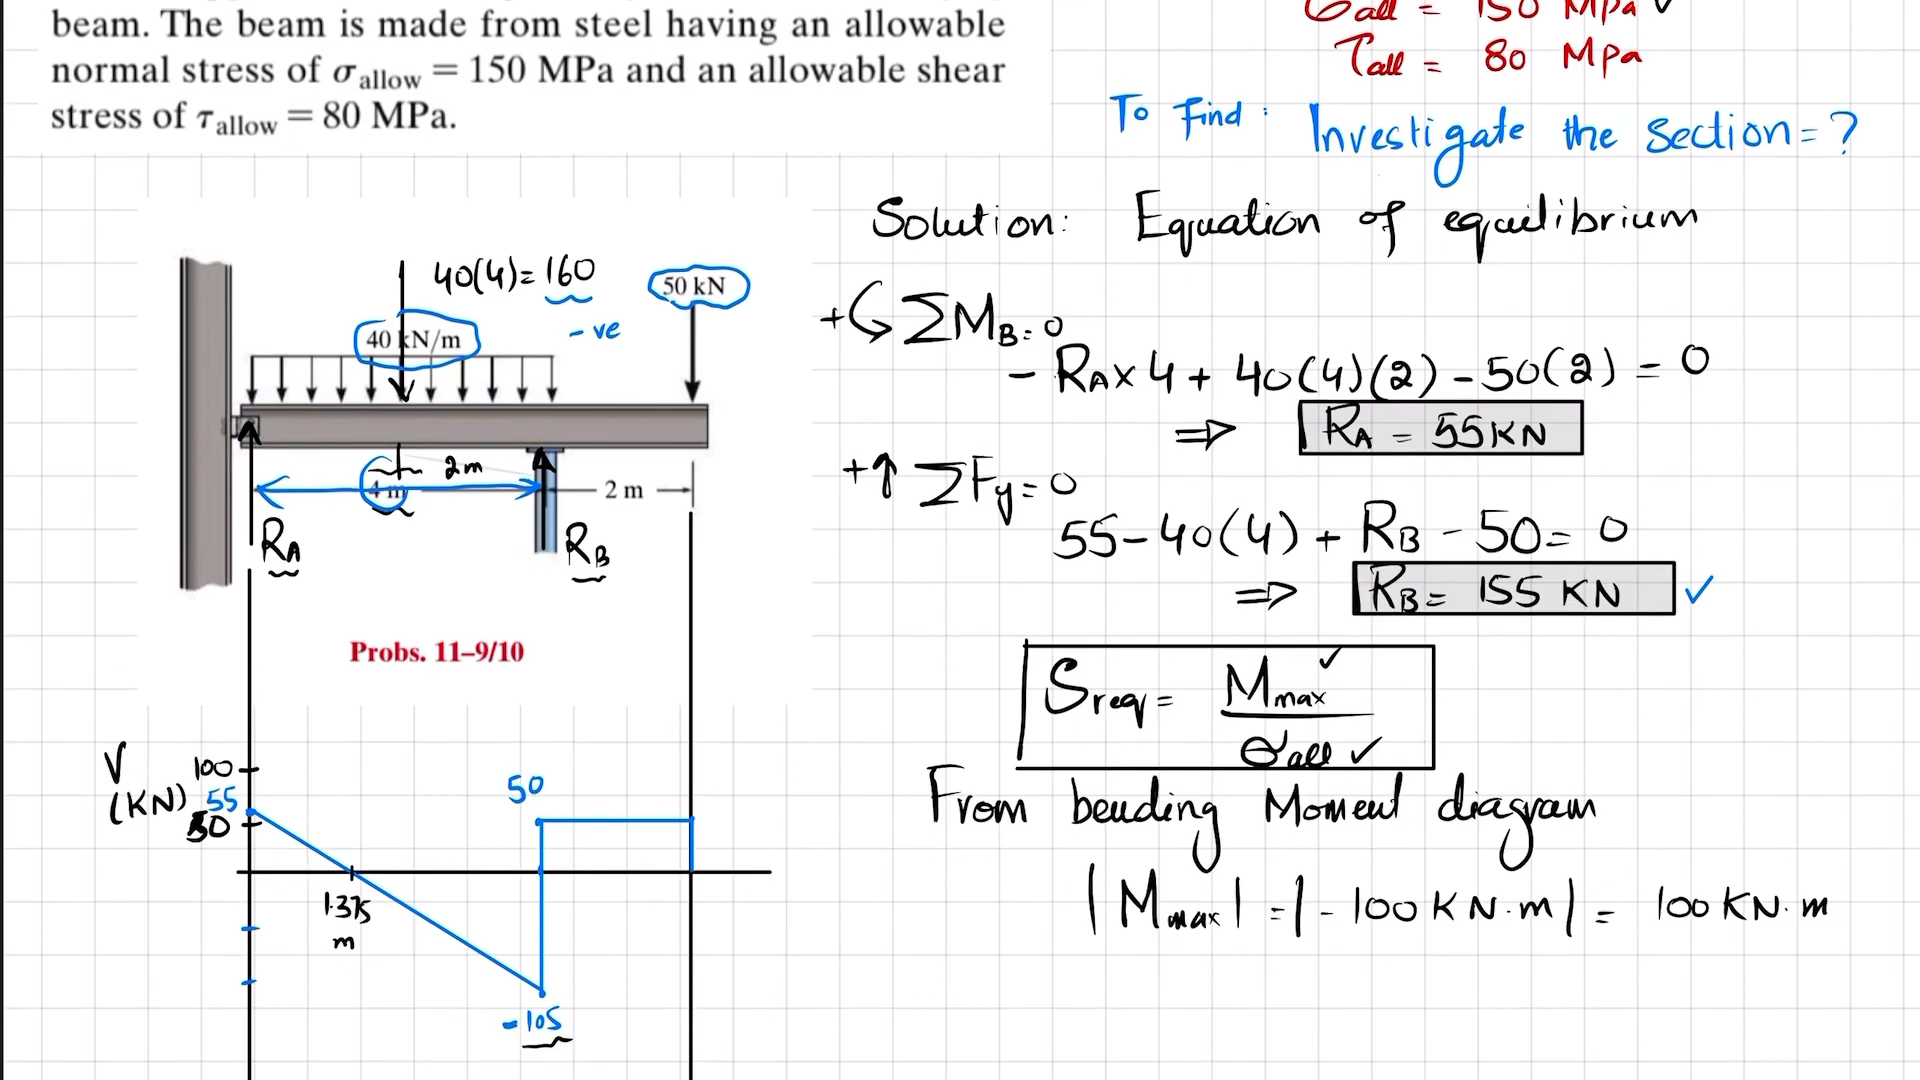 beam. The beam is made from steel having an allowable
normal stress of σallow = 150 MPa and an allowable shear
stress of τallow = 80 MPa.
σall = 150 MPa ✓
τall = 80 MPa
To Find: Investigate the section = ?
Solution: Equation of equilibrium
40(4)= 160
- ve
50 kN
40 kN/m
4 m
2m
2 m
RA
RB
Probs. 11–9/10
+ ΣMB=0
- RA×4 + 40(4)(2) - 50(2) = 0
⇒ RA = 55KN
+↑ ΣFy=0
55-40(4) + RB - 50= 0
⇒ RB= 155 KN ✓
Sreq = Mmax ✓
σall ✓
From bending Moment diagram
|Mmax| = |- 100 KN.m| = 100 KN.m
V
(KN)
100
55
50
50
1.375
m
-105